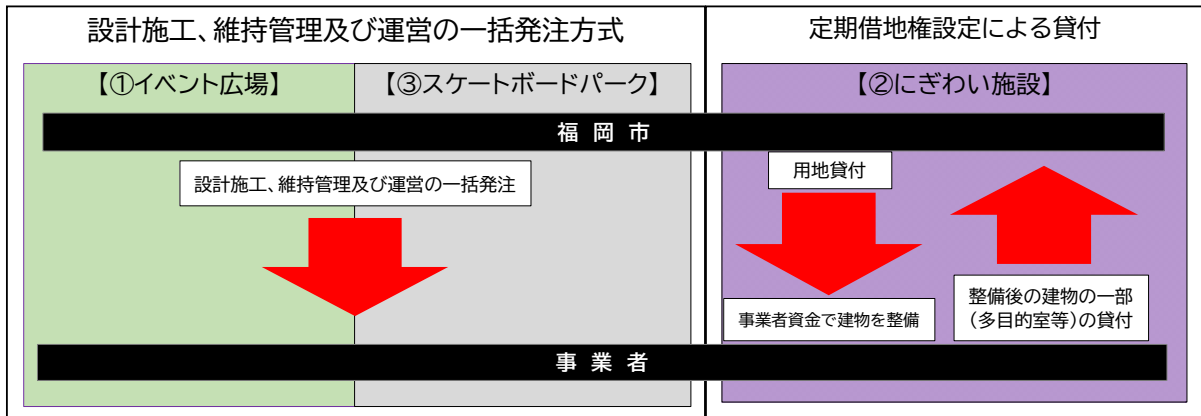 設計施工、維持管理及び運営の一括発注方式
定期借地権設定による貸付
【①イベント広場】
【③スケートボードパーク】
【②にぎわい施設】
福岡市
設計施工、維持管理及び運営の一括発注
用地貸付
事業者資金で建物を整備
整備後の建物の一部
（多目的室等）の貸付
事業者